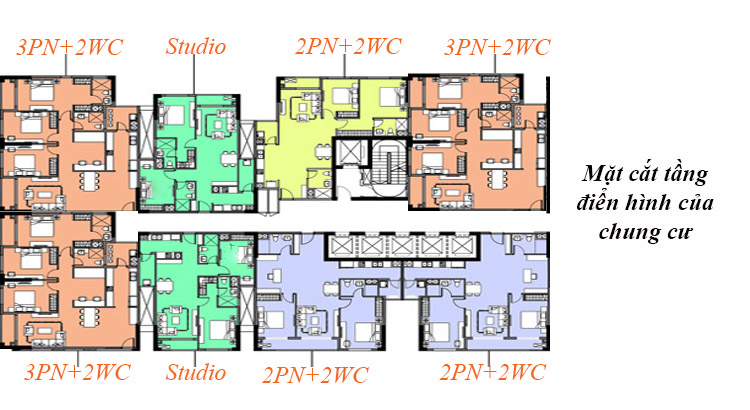 3PN+2WC
Studio
2PN+2WC
3PN+2WC
Mặt cắt tầng
điển hình của
chung cư
3PN+2WC
Studio
2PN+2WC
2PN+2WC